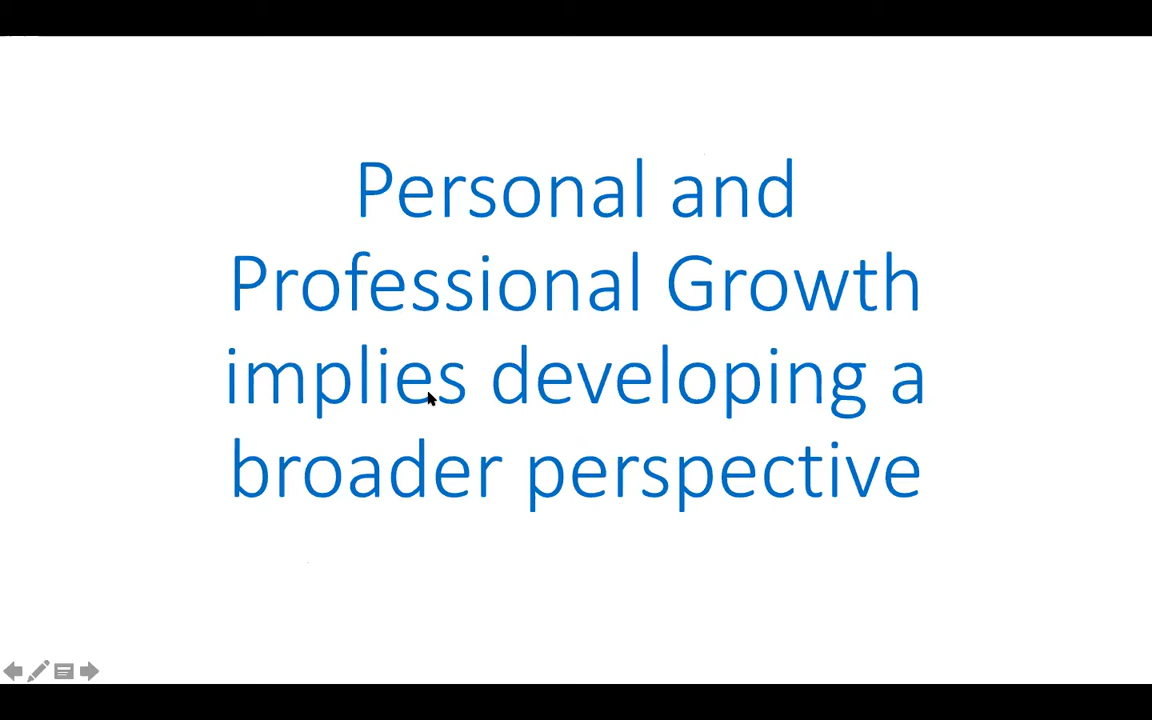 Personal and
Professional Growth
implies developing a
broader perspective